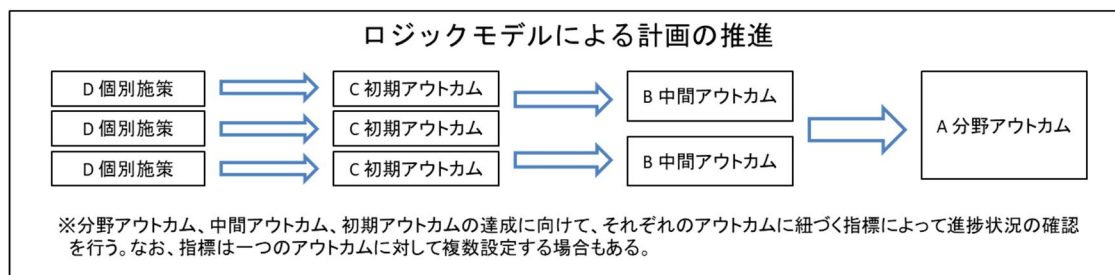 ロジックモデルによる計画の推進
D 個別施策
C 初期アウトカム
B 中間アウトカム
A 分野アウトカム
D 個別施策
C 初期アウトカム
D 個別施策
C 初期アウトカム
B 中間アウトカム
※分野アウトカム、中間アウトカム、初期アウトカムの達成に向けて、それぞれのアウトカムに紐づく指標によって進捗状況の確認
を行う。なお、指標は一つのアウトカムに対して複数設定する場合もある。